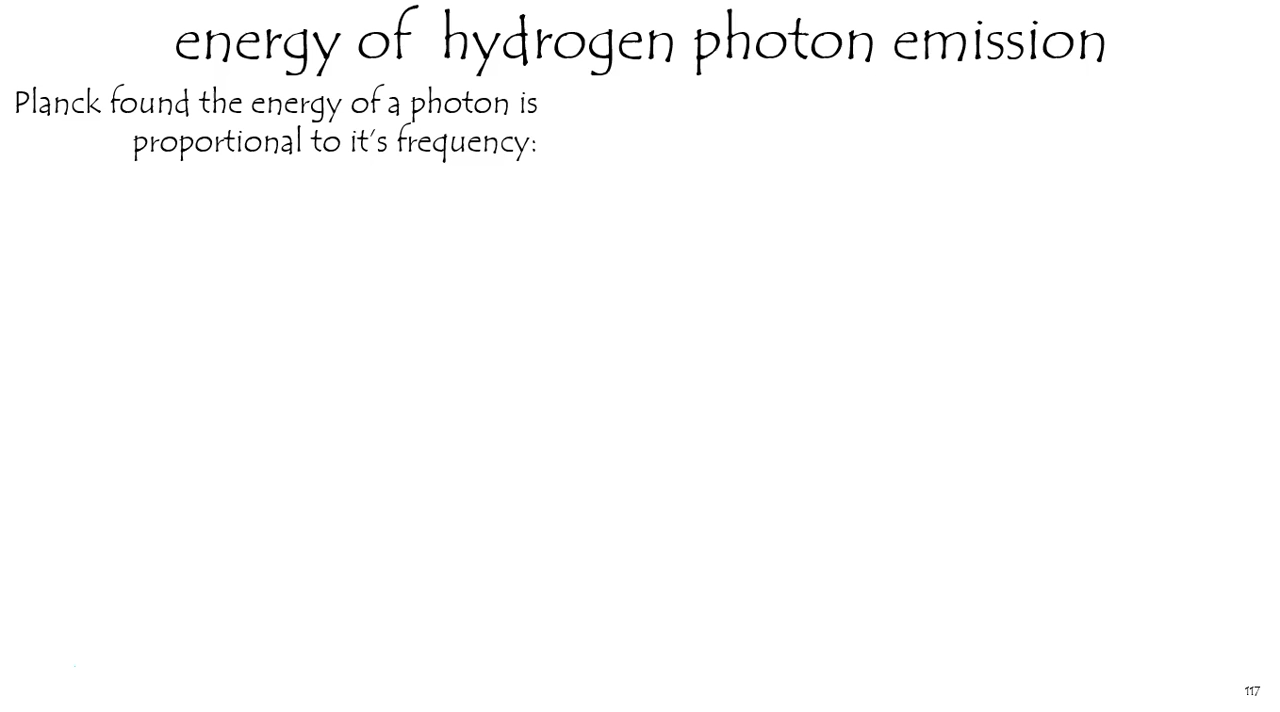 energy of hydrogen photon emission
Planck found the energy of a photon is
proportional to it's frequency:
117